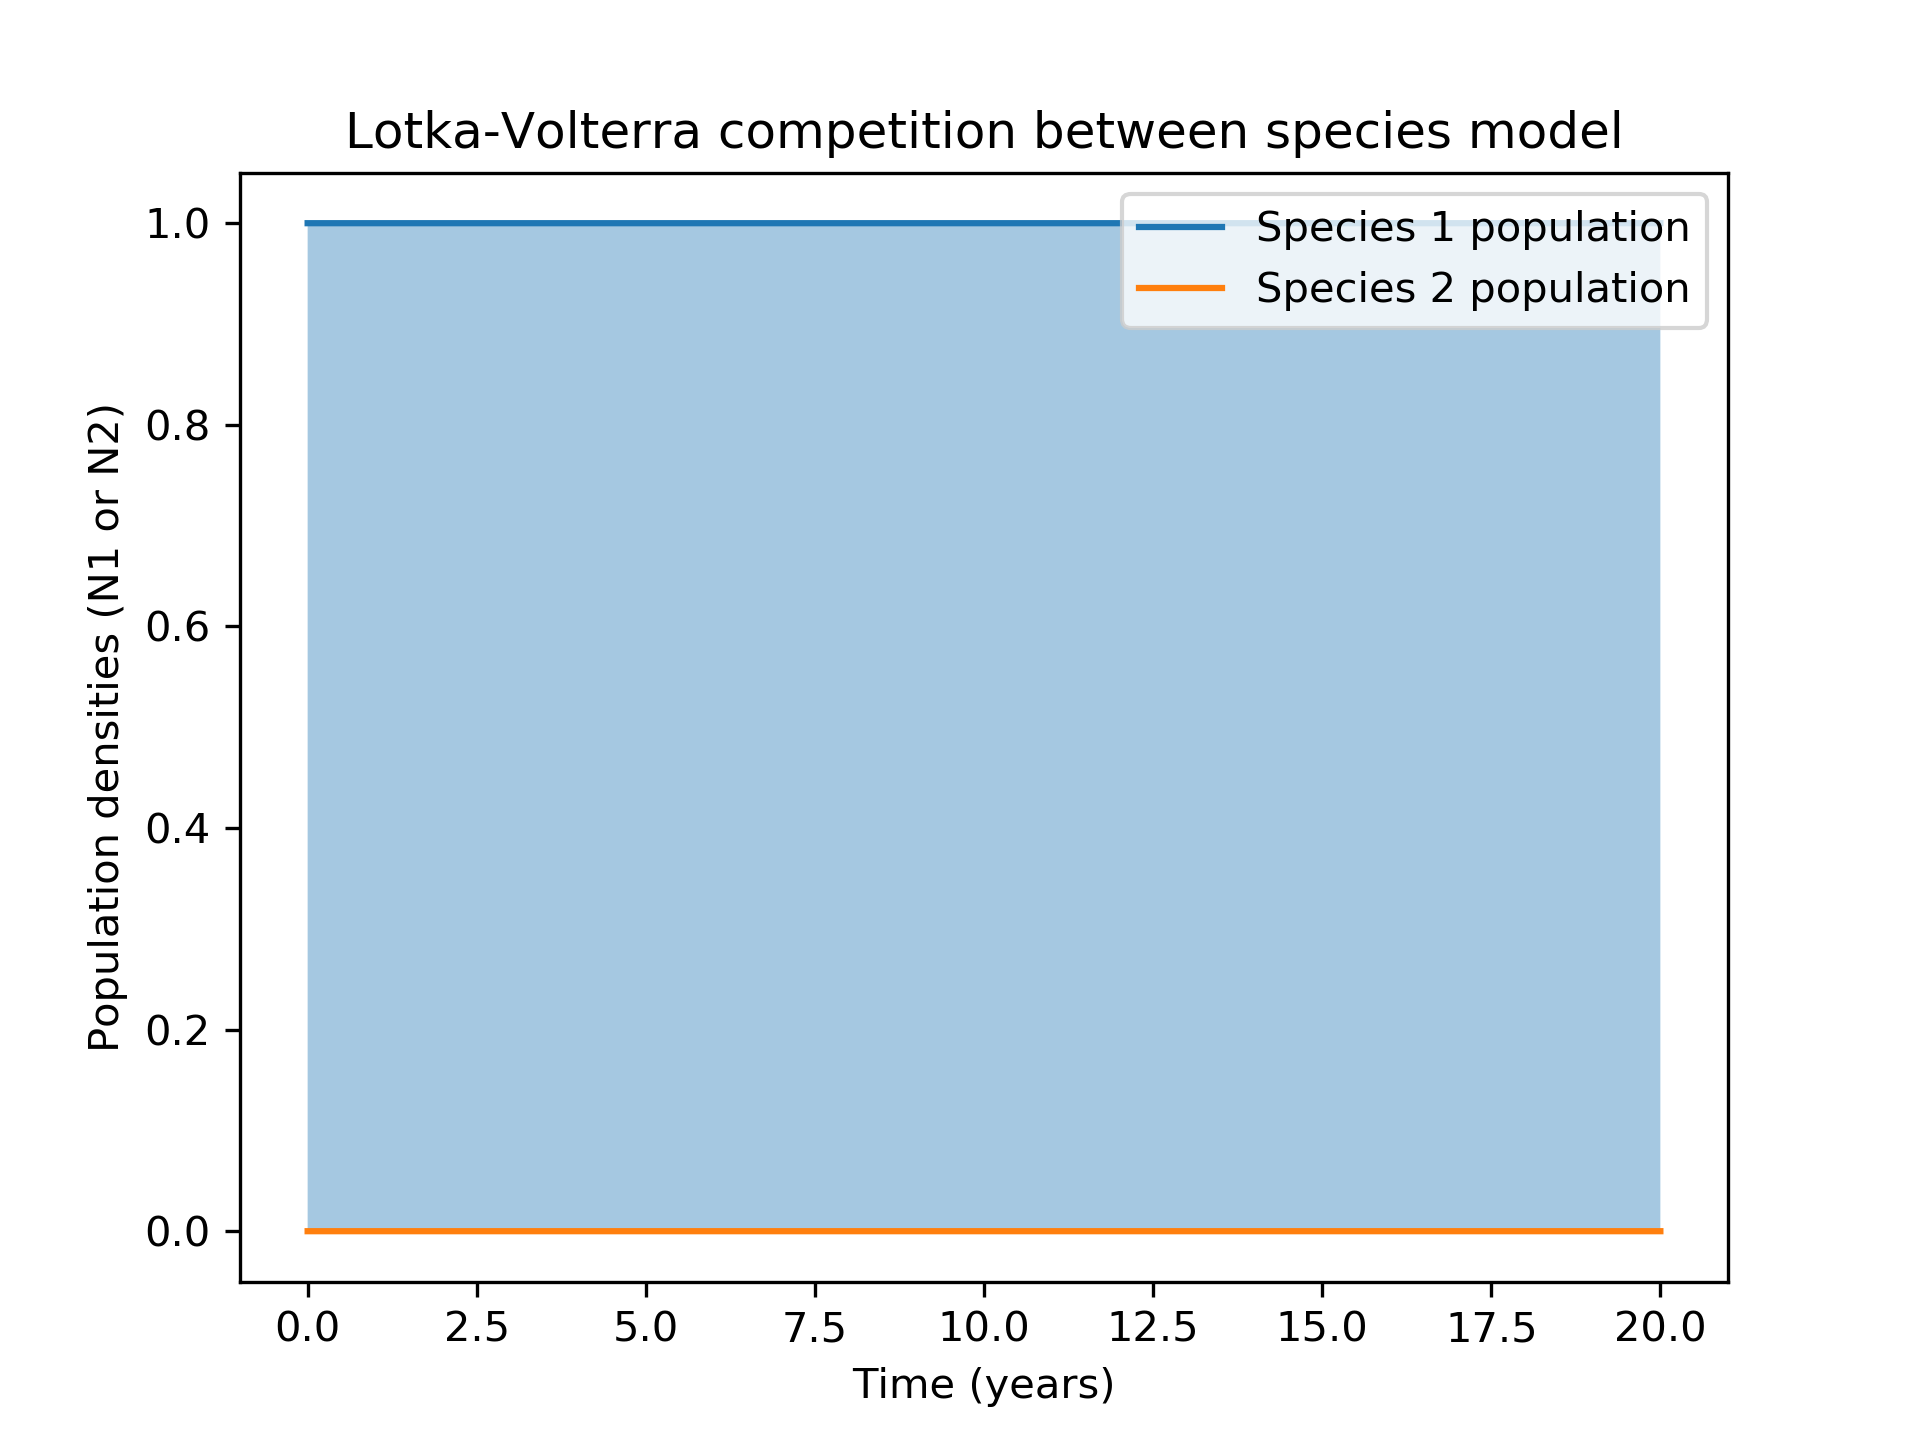 Lotka-Volterra competition between species model
Species 1 population
Species 2 population
Population densities (N1 or N2)
1.0
0.8
0.6
0.4
0.2
0.0
0.0 2.5 5.0 7.5 10.0 12.5 15.0 17.5 20.0
Time (years)